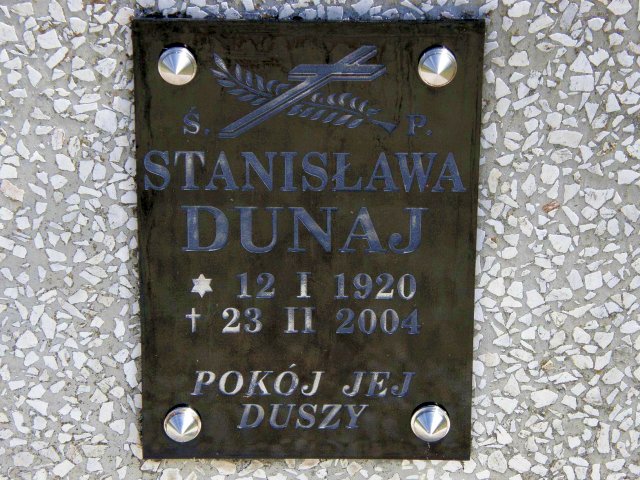 Ś. P.
STANISŁAWA
DUNAJ
12 I 1920
† 23 II 2004
POKÓJ JEJ
DUSZY